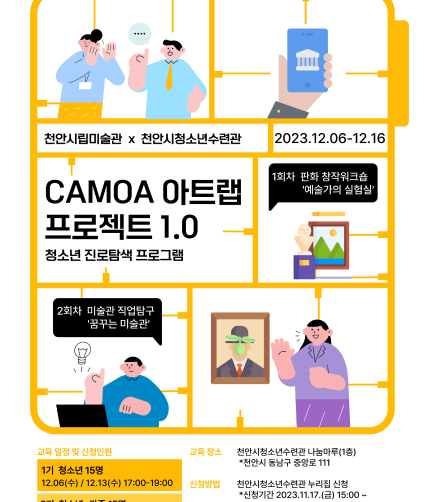 천안시립미술관 x 천안시청소년수련관
2023.12.06-12.16
CAMOA 아트랩
프로젝트 1.0
청소년 진로탐색 프로그램
1회차 판화 창작워크숍
'예술가의 실험실'
2회차 미술관 직업탐구
'꿈꾸는 미술관'
교육 일정 및 신청인원
1기 청소년 15명
12.06(수) / 12.13(수) 17:00-19:00
교육 장소 천안시청소년수련관 나눔마루(1층)
*천안시 동남구 중앙로 111
신청방법 천안시청소년수련관 누리집 신청
*신청기간 2023.11.17.(금) 15:00 ~